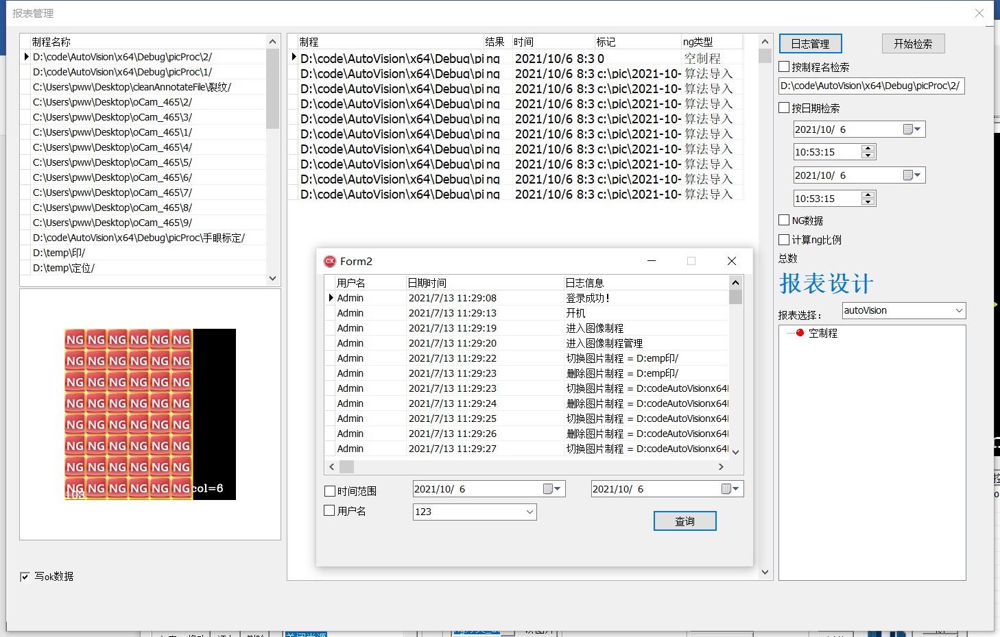 报表管理
制程名称
D:\code\AutoVision\x64\Debug\picProc\2/
D:\code\AutoVision\x64\Debug\picProc\1/
C:\Users\pww\Desktop\cleanAnnotateFile\裂纹/
C:\Users\pww\Desktop\oCam_465\2/
C:\Users\pww\Desktop\oCam_465\3/
C:\Users\pww\Desktop\oCam_465\1/
C:\Users\pww\Desktop\oCam_465\4/
C:\Users\pww\Desktop\oCam_465\5/
C:\Users\pww\Desktop\oCam_465\6/
C:\Users\pww\Desktop\oCam_465\7/
C:\Users\pww\Desktop\oCam_465\8/
C:\Users\pww\Desktop\oCam_465\9/
D:\code\AutoVision\x64\Debug\picProc\手眼标定/
D:\temp\印/
D:\temp\定位/
NG NG NG NG NG NG
NG NG NG NG NG NG
NG NG NG NG NG NG
NG NG NG NG NG NG
NG NG NG NG NG NG
NG NG NG NG NG NG
NG NG NG NG NG NG
NG NG NG NG NG NG col=6
103
写ok数据
制程 结果 时间 标记 ng类型
D:\code\AutoVision\x64\Debug\pi ng 2021/10/6 8:3 0 空制程
D:\code\AutoVision\x64\Debug\pi ng 2021/10/6 8:3 c:\pic\2021-10- 算法导入
D:\code\AutoVision\x64\Debug\pi ng 2021/10/6 8:3 c:\pic\2021-10- 算法导入
D:\code\AutoVision\x64\Debug\pi ng 2021/10/6 8:3 c:\pic\2021-10- 算法导入
D:\code\AutoVision\x64\Debug\pi ng 2021/10/6 8:3 c:\pic\2021-10- 算法导入
D:\code\AutoVision\x64\Debug\pi ng 2021/10/6 8:3 c:\pic\2021-10- 算法导入
D:\code\AutoVision\x64\Debug\pi ng 2021/10/6 8:3 c:\pic\2021-10- 算法导入
D:\code\AutoVision\x64\Debug\pi ng 2021/10/6 8:3 c:\pic\2021-10- 算法导入
D:\code\AutoVision\x64\Debug\pi ng 2021/10/6 8:3 c:\pic\2021-10- 算法导入
D:\code\AutoVision\x64\Debug\pi ng 2021/10/6 8:3 c:\pic\2021-10- 算法导入
CX Form2
用户名 日期时间 日志信息
Admin 2021/7/13 11:29:08 登录成功!
Admin 2021/7/13 11:29:13 开机
Admin 2021/7/13 11:29:19 进入图像制程
Admin 2021/7/13 11:29:20 进入图像制程管理
Admin 2021/7/13 11:29:22 切换图片制程 = D:emp印/
Admin 2021/7/13 11:29:23 删除图片制程 = D:emp印/
Admin 2021/7/13 11:29:23 切换图片制程 = D:codeAutoVisionx64
Admin 2021/7/13 11:29:24 删除图片制程 = D:codeAutoVisionx64
Admin 2021/7/13 11:29:25 切换图片制程 = D:codeAutoVisionx64
Admin 2021/7/13 11:29:26 删除图片制程 = D:codeAutoVisionx64
Admin 2021/7/13 11:29:27 切换图片制程 = D:codeAutoVisionx64
时间范围 2021/10/ 6 2021/10/ 6
用户名 123
查询
日志管理 开始检索
按制程名检索
D:\code\AutoVision\x64\Debug\picProc\2/
按日期检索
2021/10/ 6
10:53:15
2021/10/ 6
10:53:15
NG数据
计算ng比例
总数
报表设计
报表选择: autoVision
空制程